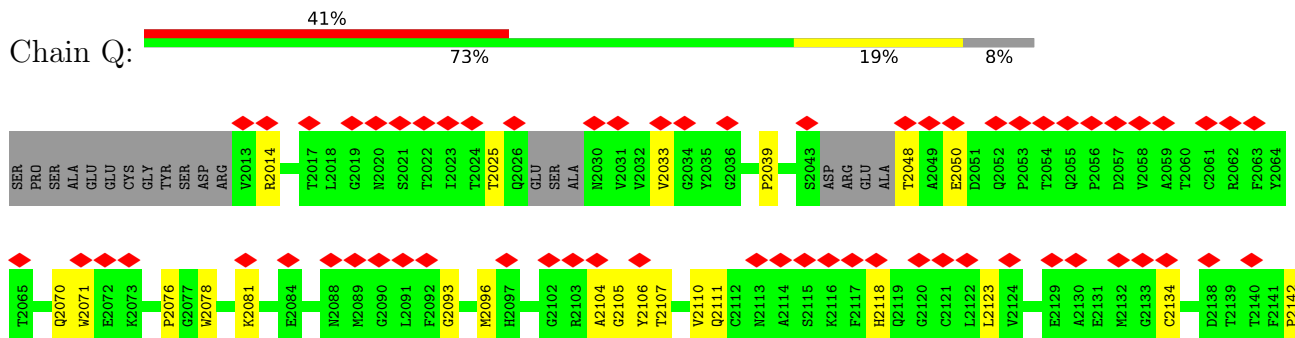 41%
Chain Q:
73% 19% 8%
SER PRO SER ALA GLU GLU CYS GLY TYR SER ASP ARG V2013 R2014 T2017 L2018 G2019 N2020 S2021 T2022 I2023 T2024 T2025 Q2026 GLU SER ALA N2030 V2031 V2032 V2033 G2034 Y2035 G2036 P2039 S2043 ASP ARG GLU ALA T2048 A2049 E2050 D2051 Q2052 P2053 T2054 Q2055 P2056 D2057 V2058 A2059 T2060 C2061 R2062 F2063 Y2064
T2065 Q2070 W2071 E2072 K2073 P2076 G2077 W2078 K2081 E2084 N2088 M2089 G2090 L2091 F2092 G2093 M2096 H2097 G2102 R2103 A2104 G2105 Y2106 T2107 V2110 Q2111 C2112 N2113 A2114 S2115 K2116 F2117 H2118 Q2119 G2120 C2121 L2122 L2123 V2124 E2129 A2130 E2131 M2132 G2133 C2134 D2138 T2139 T2140 F2141 P2142